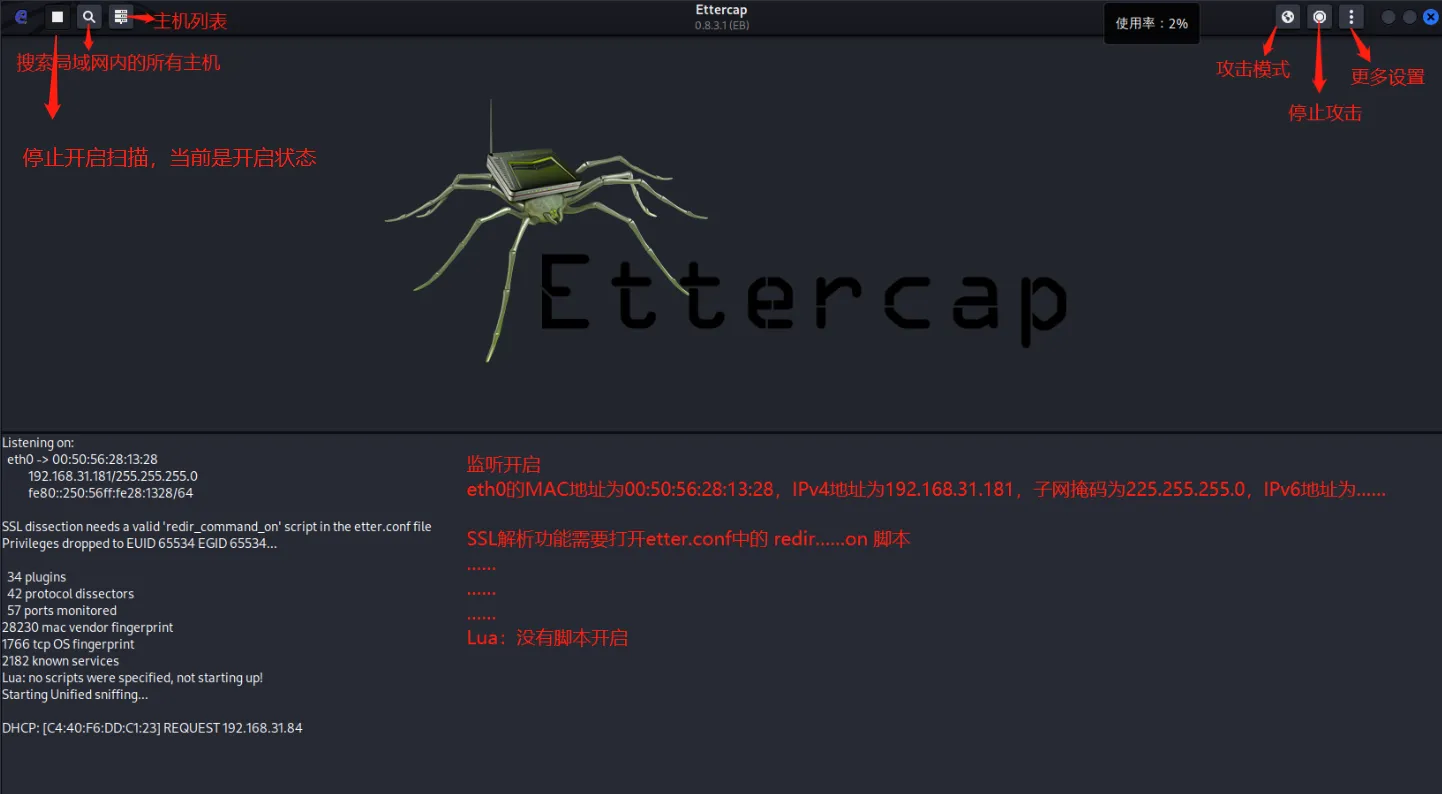 Ettercap
0.8.3.1 (EB)
使用率：2%
主机列表
搜索局域网内的所有主机
攻击模式
更多设置
停止攻击
停止开启扫描，当前是开启状态
Ettercap
Listening on:
eth0 -> 00:50:56:28:13:28
192.168.31.181/255.255.255.0
fe80::250:56ff:fe28:1328/64
SSL dissection needs a valid 'redir_command_on' script in the etter.conf file
Privileges dropped to EUID 65534 EGID 65534...
34 plugins
42 protocol dissectors
57 ports monitored
28230 mac vendor fingerprint
1766 tcp OS fingerprint
2182 known services
Lua: no scripts were specified, not starting up!
Starting Unified sniffing...
DHCP: [C4:40:F6:DD:C1:23] REQUEST 192.168.31.84
监听开启
eth0的MAC地址为00:50:56:28:13:28，IPv4地址为192.168.31.181，子网掩码为225.255.255.0，IPv6地址为......
SSL解析功能需要打开etter.conf中的 redir......on 脚本
......
......
......
Lua：没有脚本开启